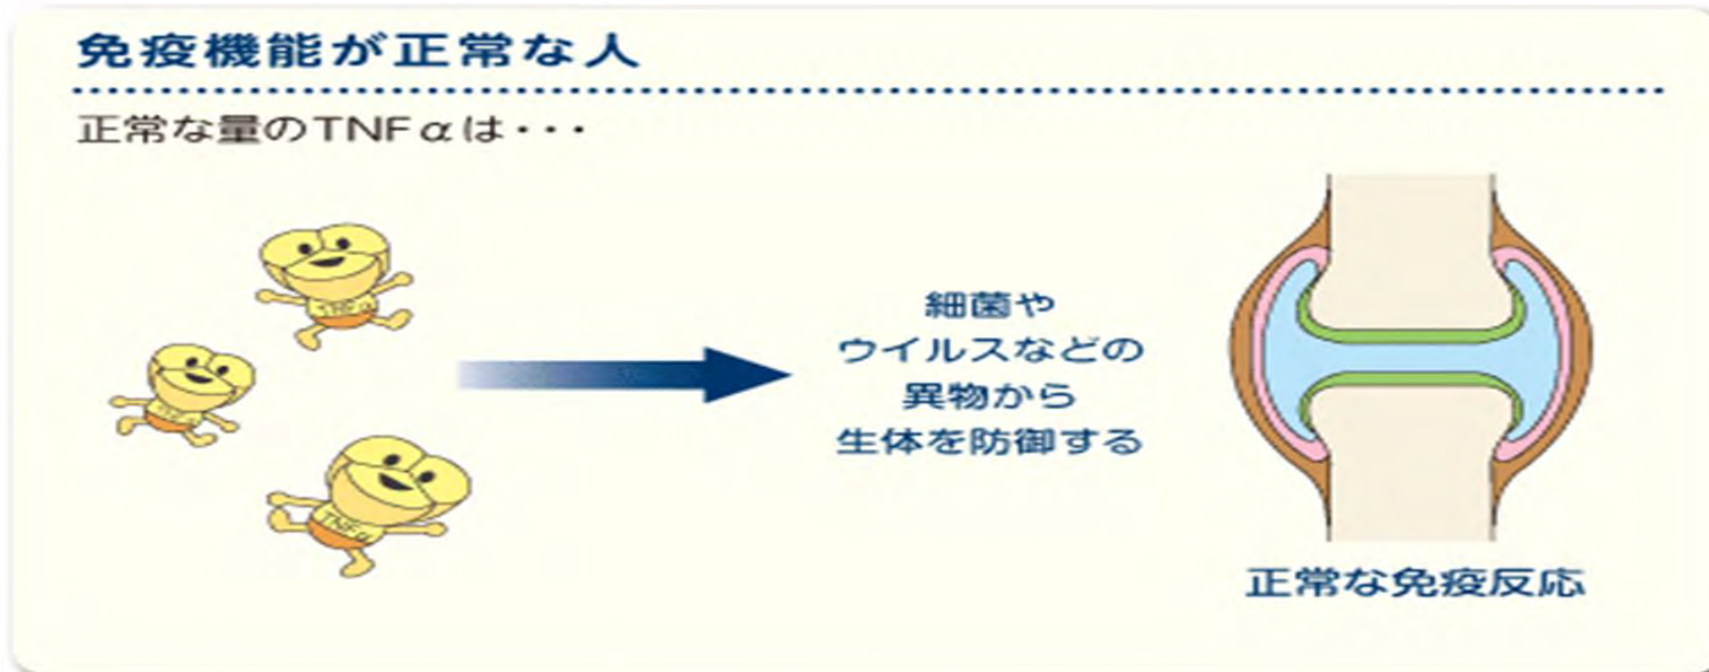 免疫機能が正常な人
正常な量のTNFαは・・・
TNFα
TNFα
細菌や
ウイルスなどの
異物から
生体を防御する
正常な免疫反応